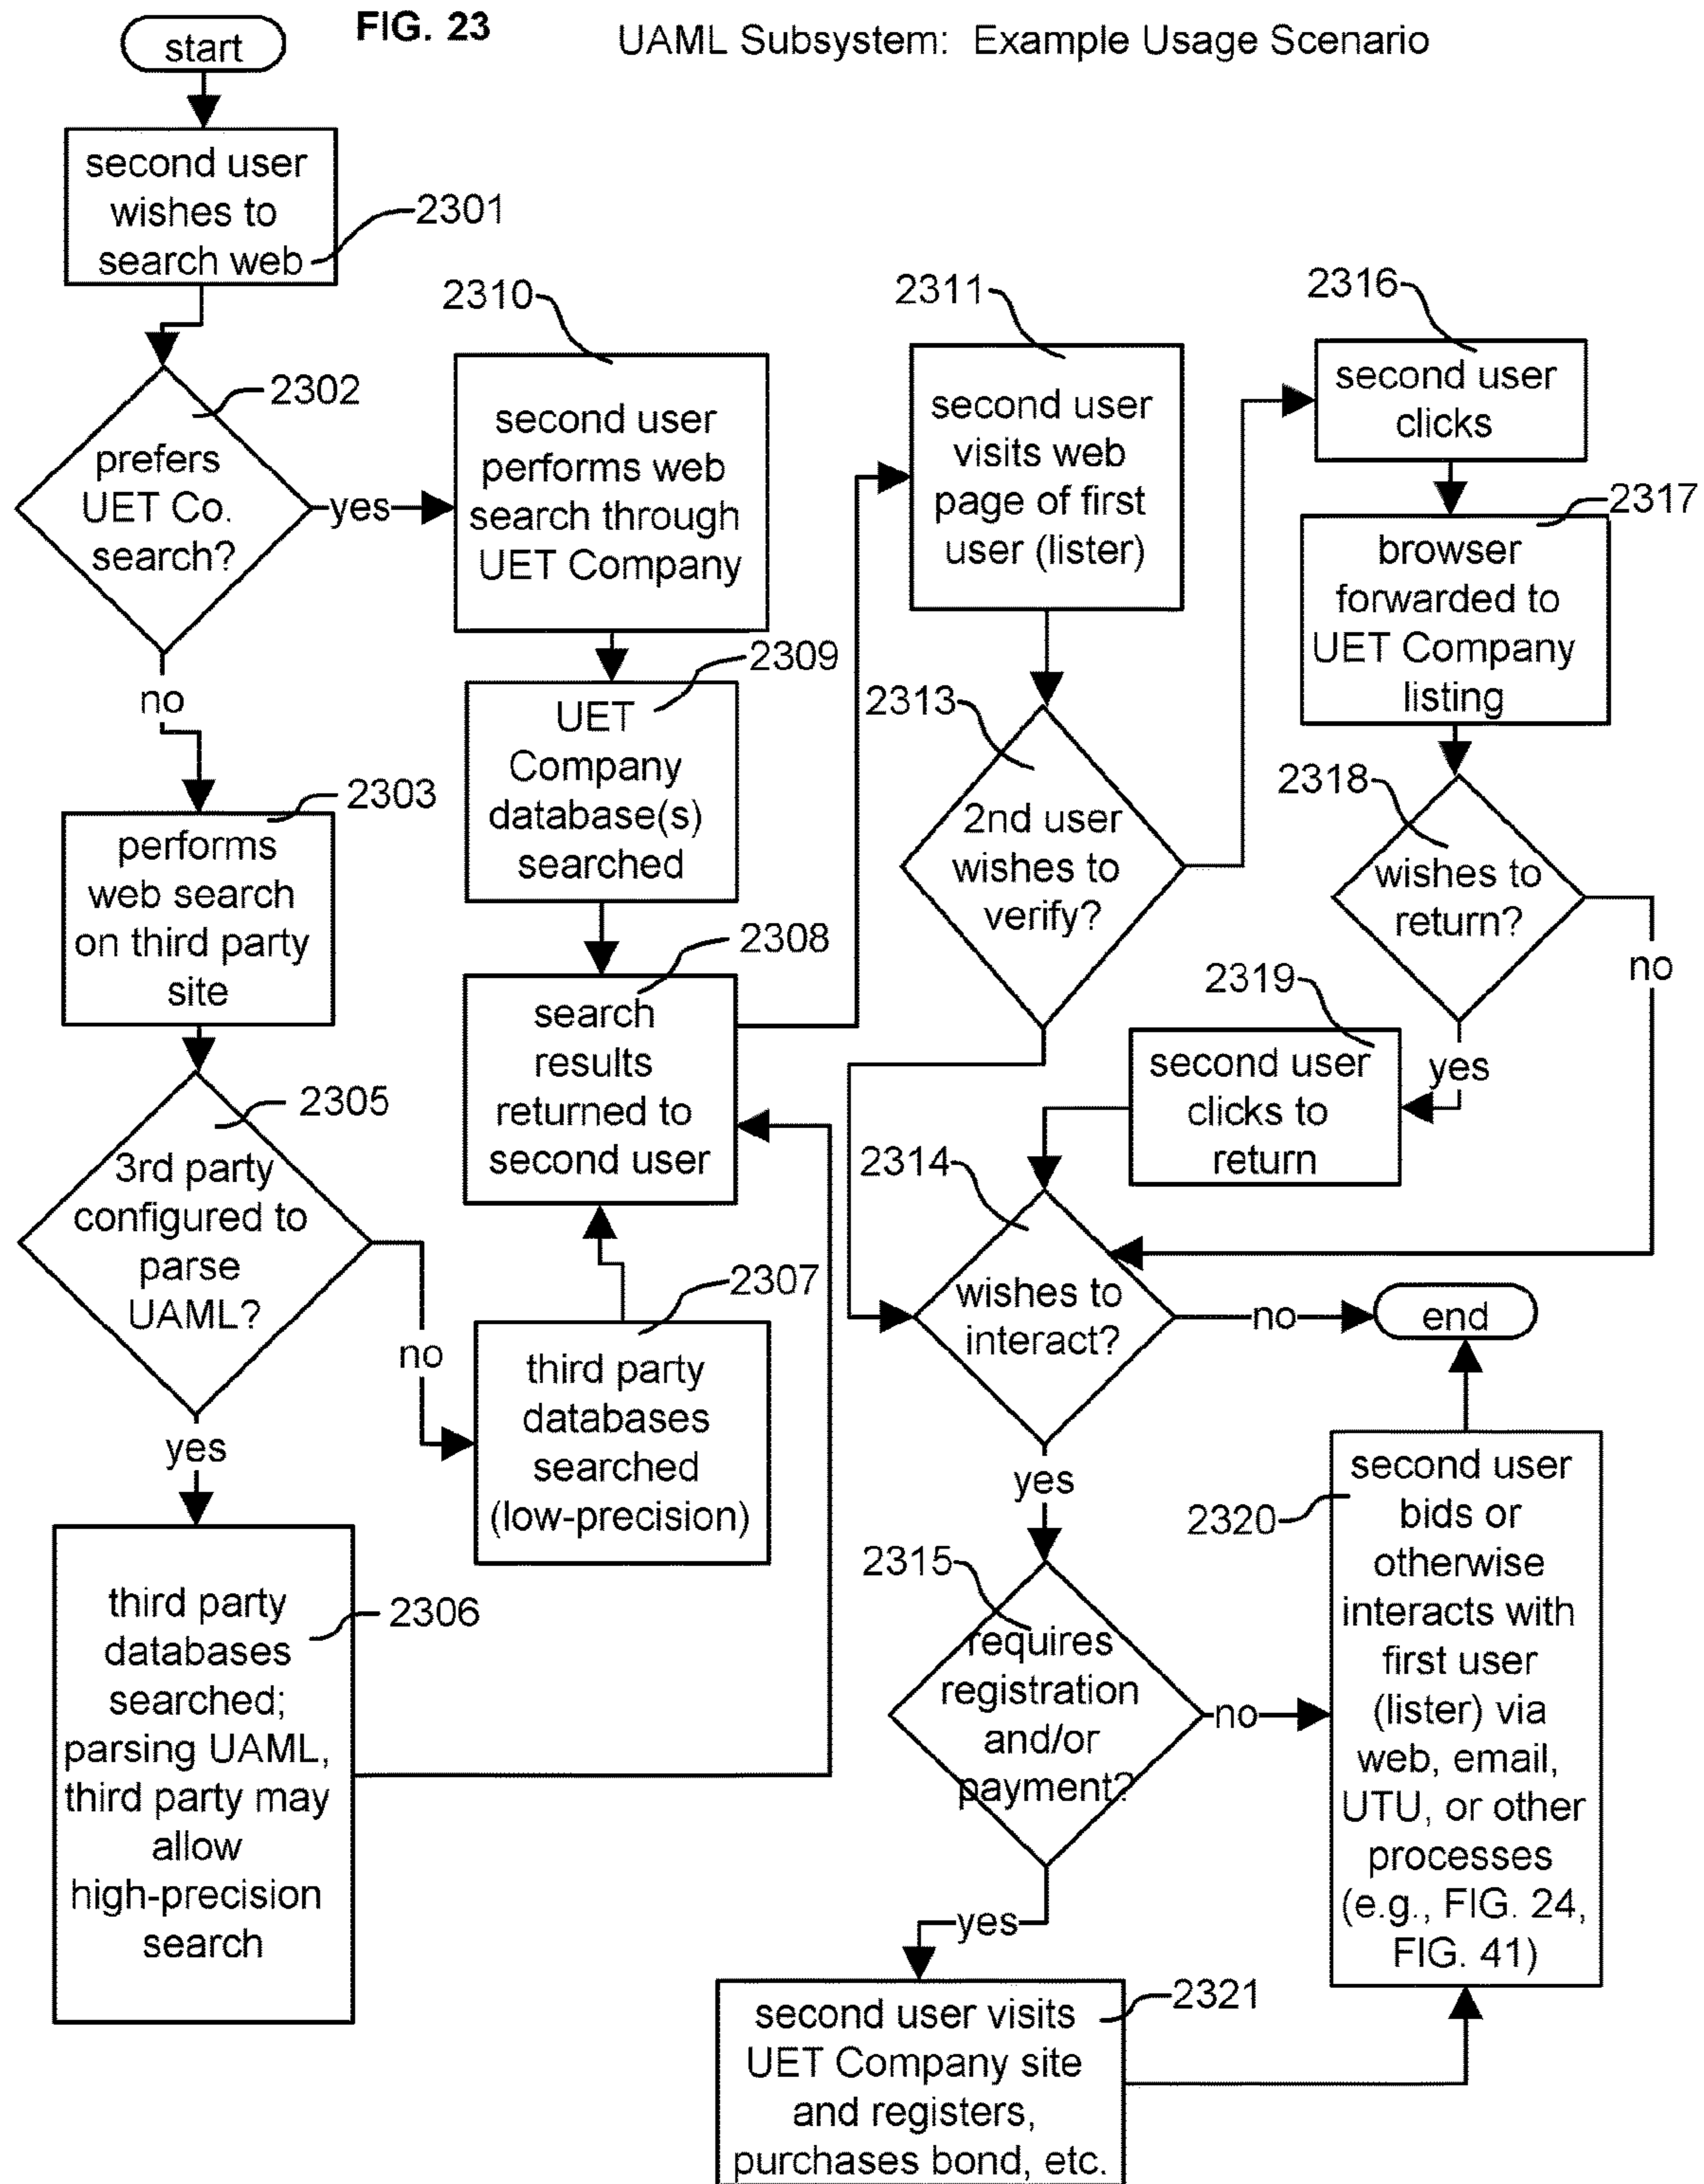 FIG. 23
UAML Subsystem: Example Usage Scenario
start
second user
wishes to
search web
2301
2302
prefers
UET Co.
search?
yes
no
2303
performs
web search
on third party
site
2305
3rd party
configured to
parse
UAML?
no
yes
2306
third party
databases
searched;
parsing UAML,
third party may
allow
high-precision
search
2310
second user
performs web
search through
UET Company
2309
UET
Company
database(s)
searched
2308
search
results
returned to
second user
2307
third party
databases
searched
(low-precision)
2311
second user
visits web
page of first
user (lister)
2313
2nd user
wishes to
verify?
2316
second user
clicks
2317
browser
forwarded to
UET Company
listing
2318
wishes to
return?
no
yes
2319
second user
clicks to
return
2314
wishes to
interact?
no
end
yes
2315
requires
registration
and/or
payment?
no
yes
2320
second user
bids or
otherwise
interacts with
first user
(lister) via
web, email,
UTU, or other
processes
(e.g., FIG. 24,
FIG. 41)
2321
second user visits
UET Company site
and registers,
purchases bond, etc.